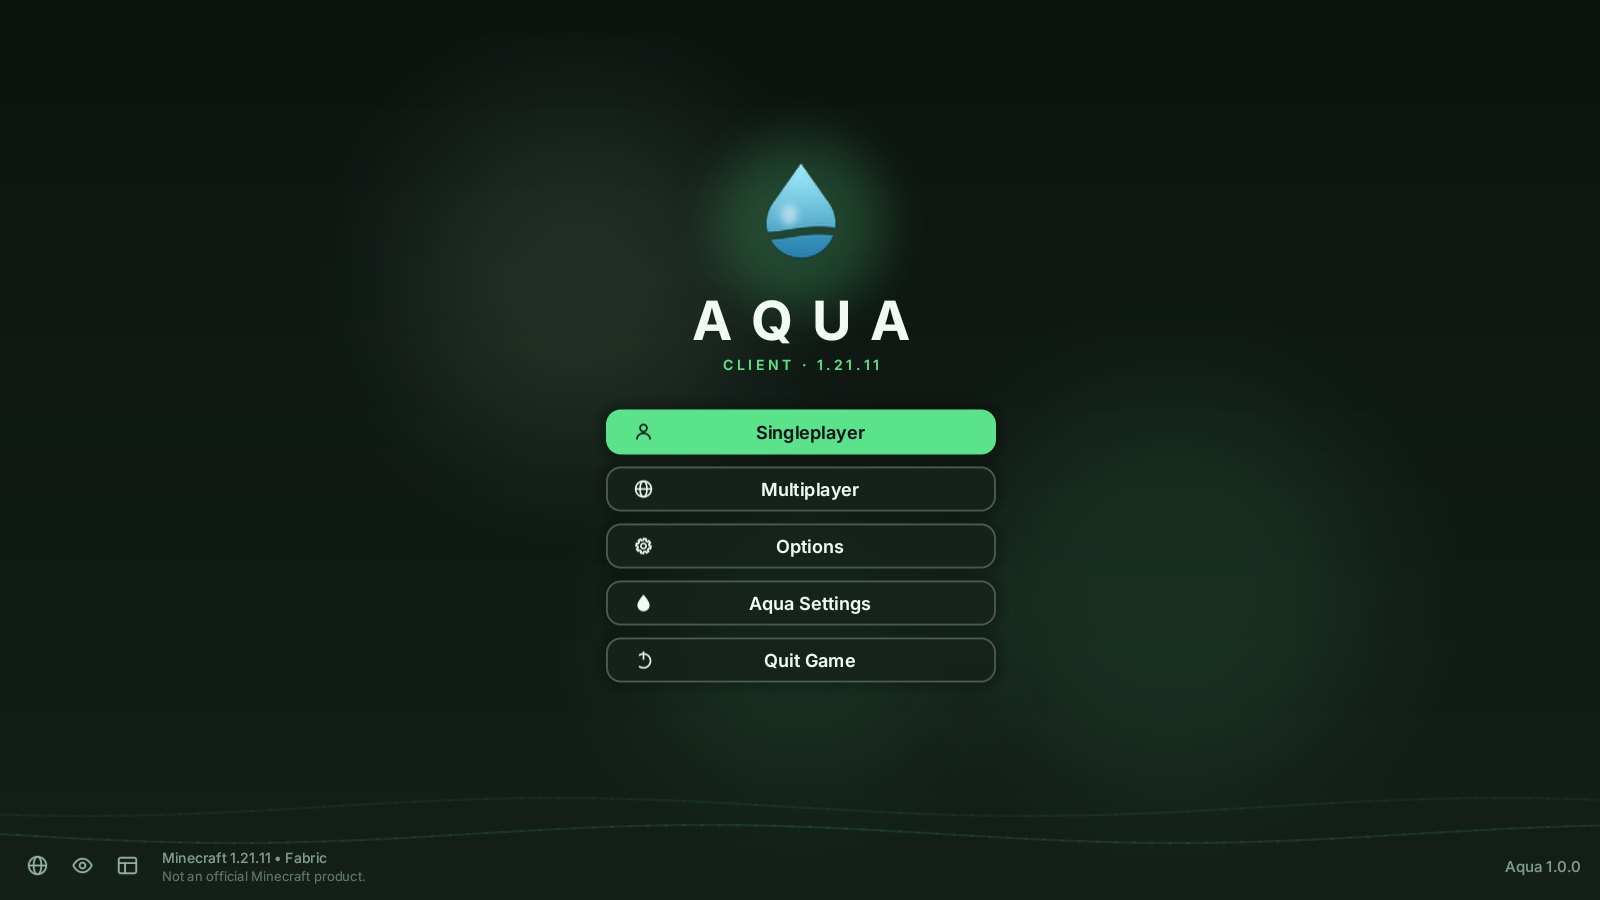 AQUA
CLIENT · 1.21.11
Singleplayer
Multiplayer
Options
Aqua Settings
Quit Game
Minecraft 1.21.11 • Fabric
Not an official Minecraft product.
Aqua 1.0.0